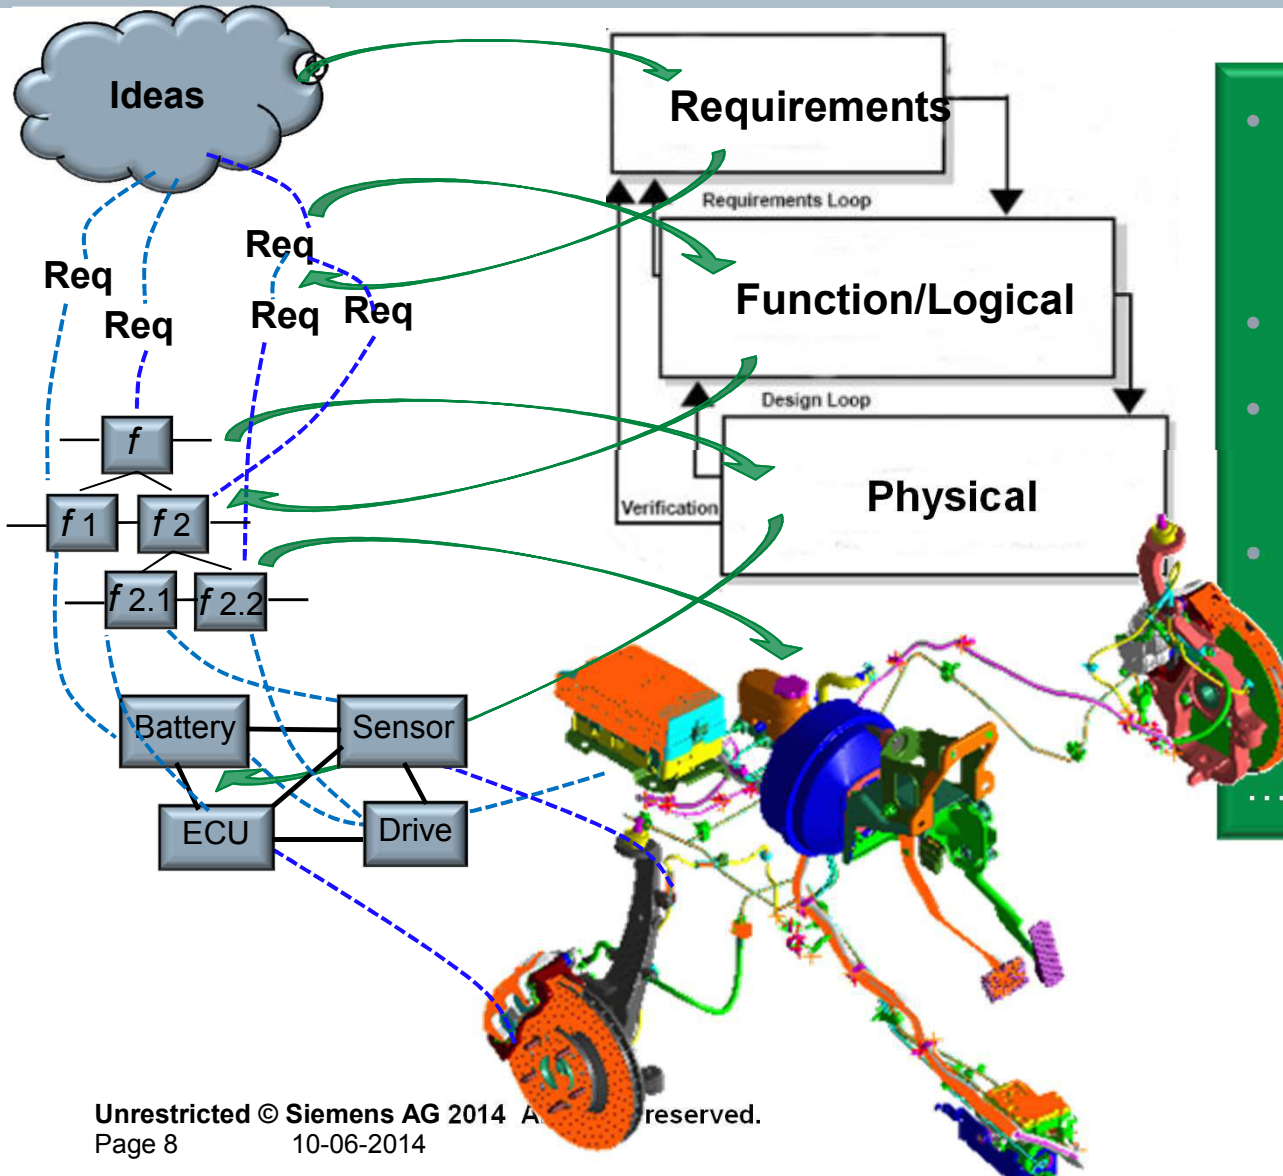 Ideas
Requirements
Requirements Loop
Req
Req
Req
Req
Req
Function/Logical
Design Loop
f
f 1
f 2
Physical
Verification
f 2.1
f 2.2
Battery
Sensor
ECU
Drive
Unrestricted © Siemens AG 2014 A reserved.
Page 8 10-06-2014